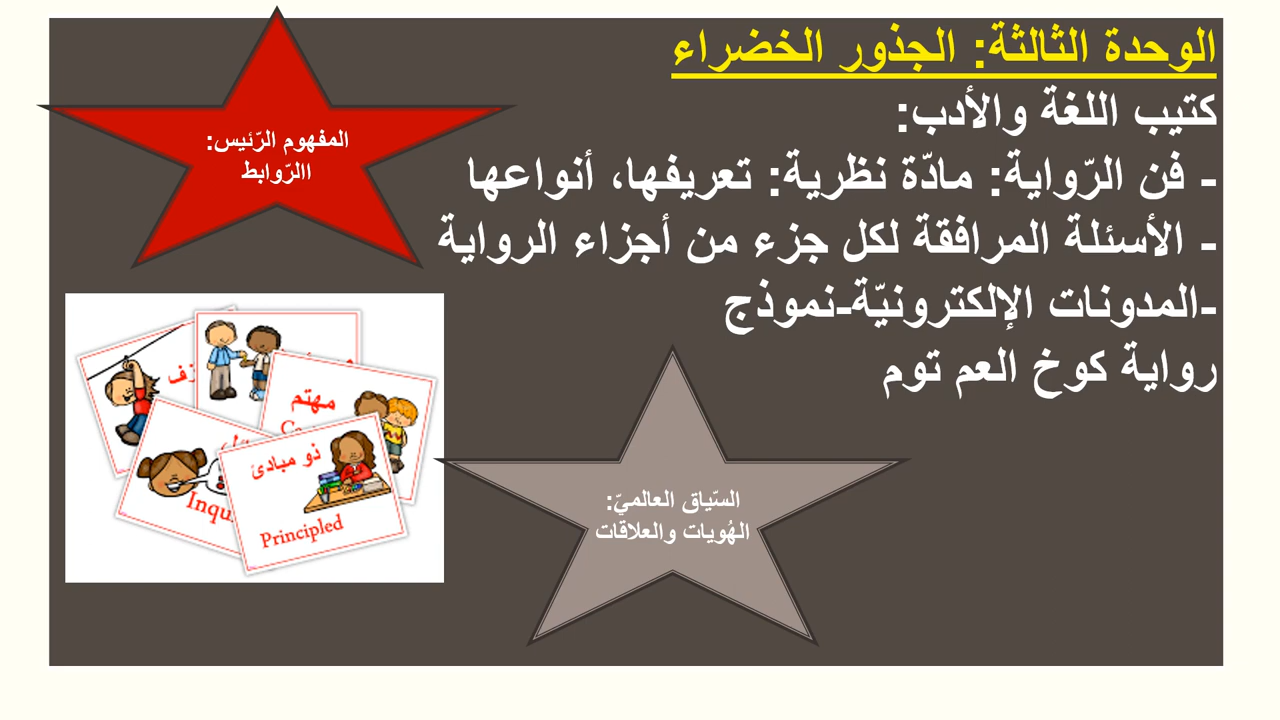 الوحدة الثالثة: الجذور الخضراء
كتيب اللغة والأدب:
- فن الرّواية: مادّة نظرية: تعريفها، أنواعها
- الأسئلة المرافقة لكل جزء من أجزاء الرواية
-المدونات الإلكترونيّة-نموذج
رواية كوخ العم توم
المفهوم الرّئيس:
االرّوابط
مهتم
ذو مبادئ
Principled
السّياق العالميّ:
الهُويات والعلاقات